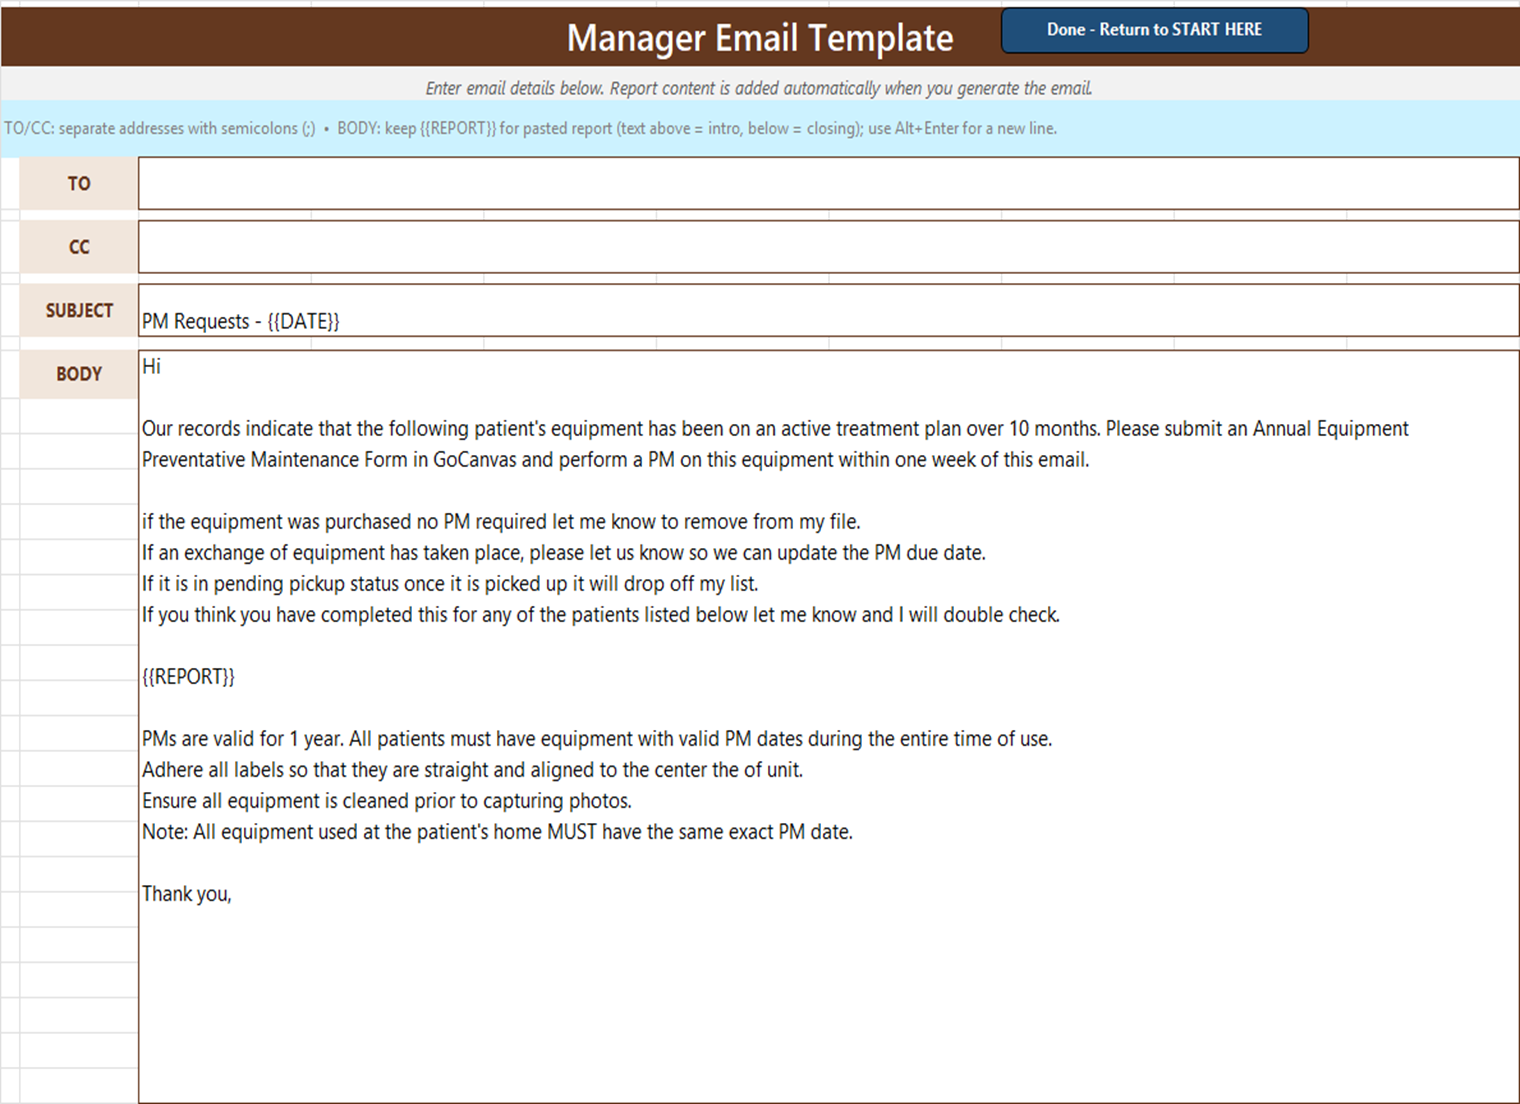 Manager Email Template
Done - Return to START HERE
Enter email details below. Report content is added automatically when you generate the email.
TO/CC: separate addresses with semicolons (;)  •  BODY: keep {{REPORT}} for pasted report (text above = intro, below = closing); use Alt+Enter for a new line.
TO
CC
SUBJECT
PM Requests - {{DATE}}
BODY
Hi
Our records indicate that the following patient's equipment has been on an active treatment plan over 10 months. Please submit an Annual Equipment
Preventative Maintenance Form in GoCanvas and perform a PM on this equipment within one week of this email.
if the equipment was purchased no PM required let me know to remove from my file.
If an exchange of equipment has taken place, please let us know so we can update the PM due date.
If it is in pending pickup status once it is picked up it will drop off my list.
If you think you have completed this for any of the patients listed below let me know and I will double check.
{{REPORT}}
PMs are valid for 1 year. All patients must have equipment with valid PM dates during the entire time of use.
Adhere all labels so that they are straight and aligned to the center the of unit.
Ensure all equipment is cleaned prior to capturing photos.
Note: All equipment used at the patient's home MUST have the same exact PM date.
Thank you,